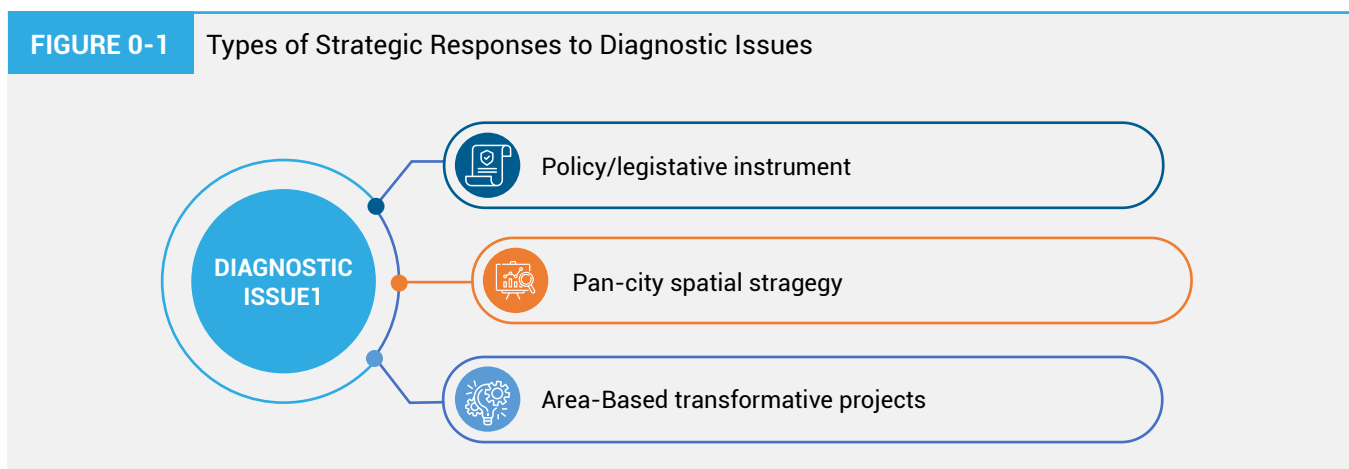 FIGURE 0-1 Types of Strategic Responses to Diagnostic Issues
Policy/legistative instrument
DIAGNOSTIC
ISSUE1
Pan-city spatial stragegy
Area-Based transformative projects